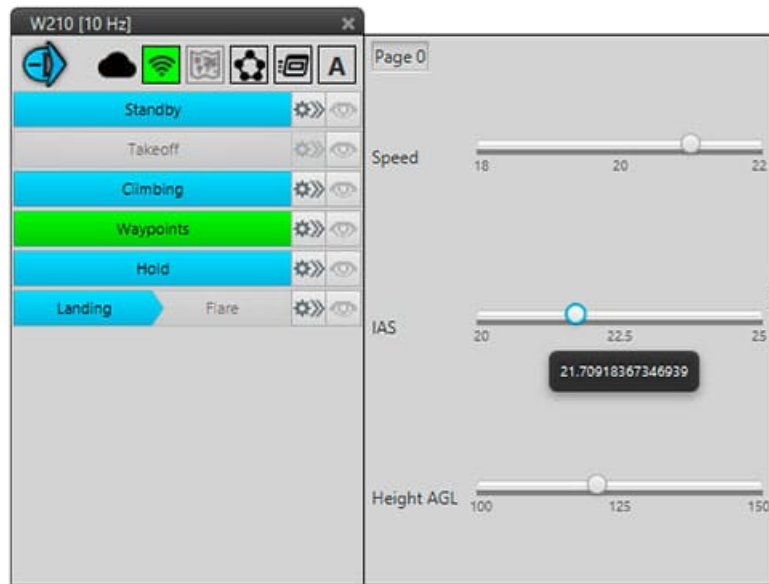 W210 [10 Hz]
A
Standby
Takeoff
Climbing
Waypoints
Hold
Landing Flare
Page 0
Speed
18 20 22
IAS
20 22.5 25
21.70918367346939
Height AGL
100 125 150